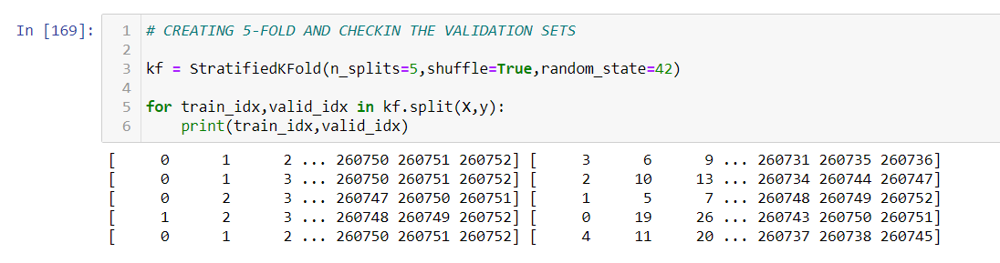 In [169]:
1 # CREATING 5-FOLD AND CHECKIN THE VALIDATION SETS
2
3 kf = StratifiedKFold(n_splits=5,shuffle=True,random_state=42)
4
5 for train_idx,valid_idx in kf.split(X,y):
6     print(train_idx,valid_idx)
[     0      1      2 ... 260750 260751 260752] [     3      6      9 ... 260731 260735 260736]
[     0      1      3 ... 260750 260751 260752] [     2     10     13 ... 260734 260744 260747]
[     0      2      3 ... 260747 260750 260751] [     1      5      7 ... 260748 260749 260752]
[     1      2      3 ... 260748 260749 260752] [     0     19     26 ... 260743 260750 260751]
[     0      1      2 ... 260750 260751 260752] [     4     11     20 ... 260737 260738 260745]